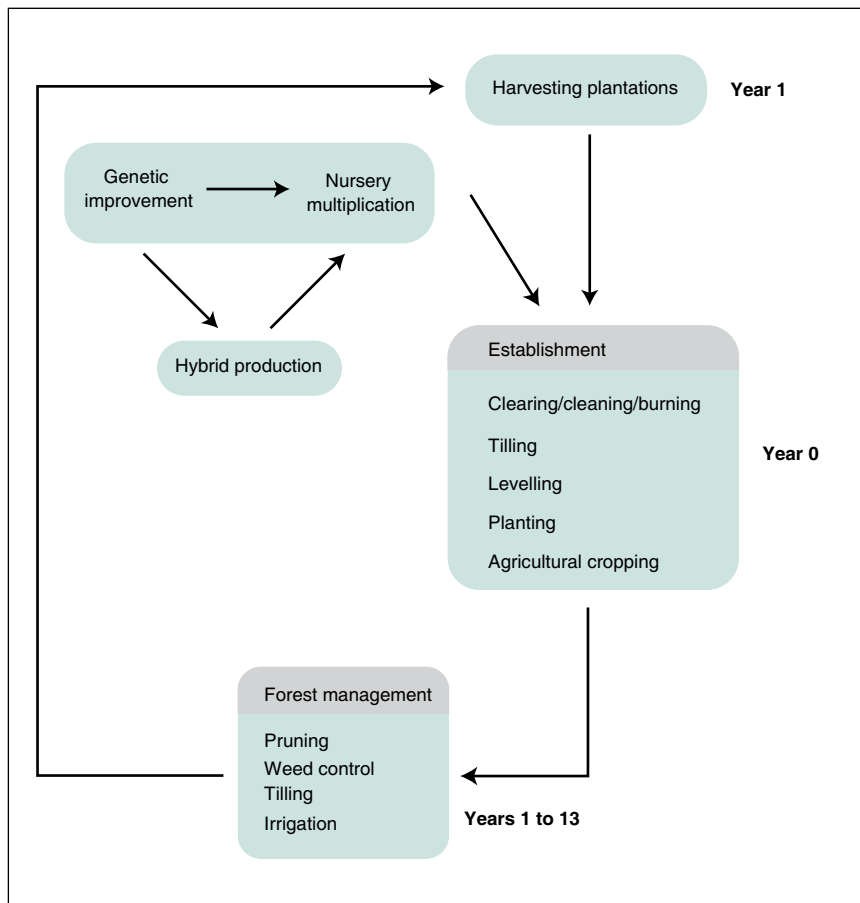 Harvesting plantations
Year 1
Genetic
improvement
Nursery
multiplication
Hybrid production
Establishment
Clearing/cleaning/burning
Tilling
Levelling
Planting
Agricultural cropping
Year 0
Forest management
Pruning
Weed control
Tilling
Irrigation
Years 1 to 13